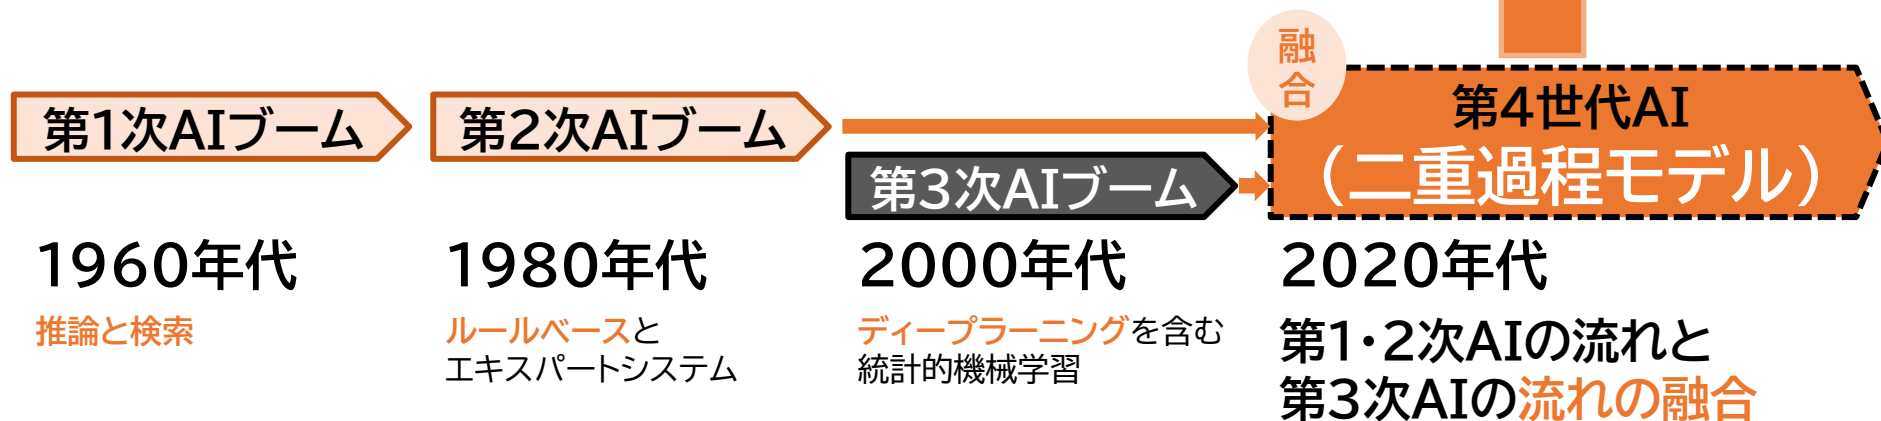 融
合
第1次AIブーム
第2次AIブーム
第3次AIブーム
第4世代AI
(二重過程モデル)
1960年代
推論と検索
1980年代
ルールベースと
エキスパートシステム
2000年代
ディープラーニングを含む
統計的機械学習
2020年代
第1・2次AIの流れと
第3次AIの流れの融合